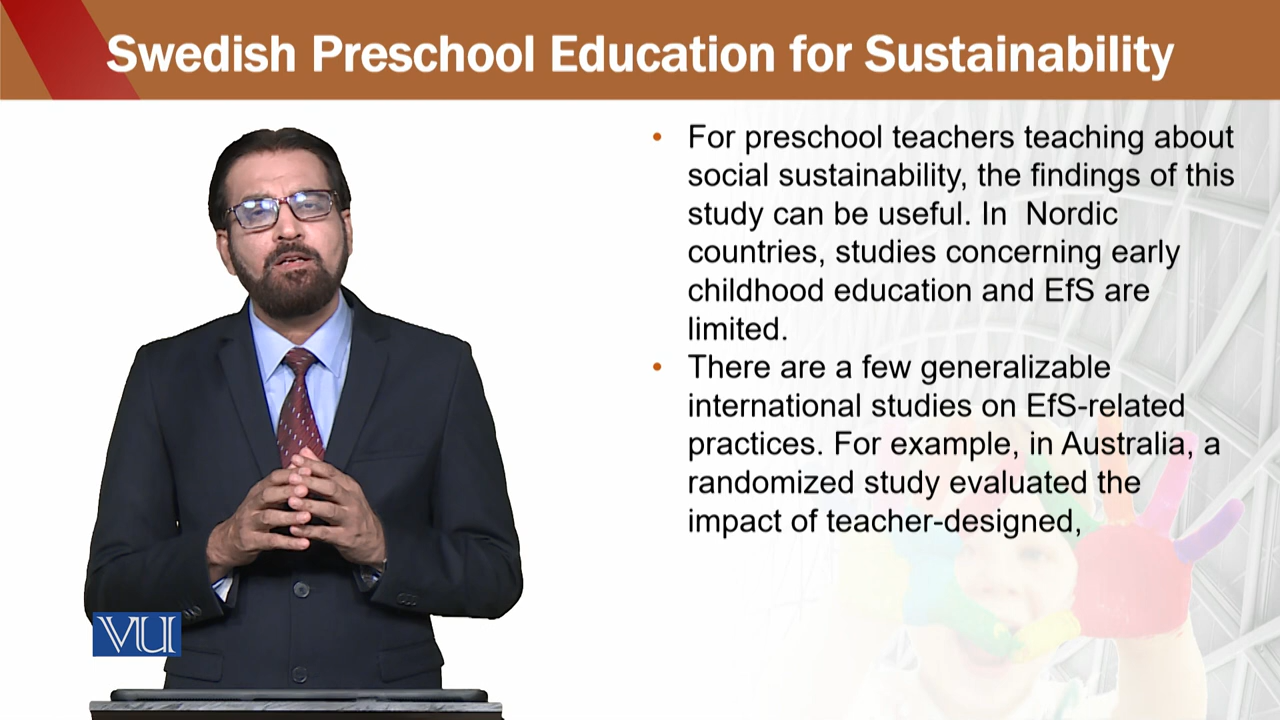 Swedish Preschool Education for Sustainability
• For preschool teachers teaching about
social sustainability, the findings of this
study can be useful. In  Nordic
countries, studies concerning early
childhood education and EfS are
limited.
• There are a few generalizable
international studies on EfS-related
practices. For example, in Australia, a
randomized study evaluated the
impact of teacher-designed,
VU